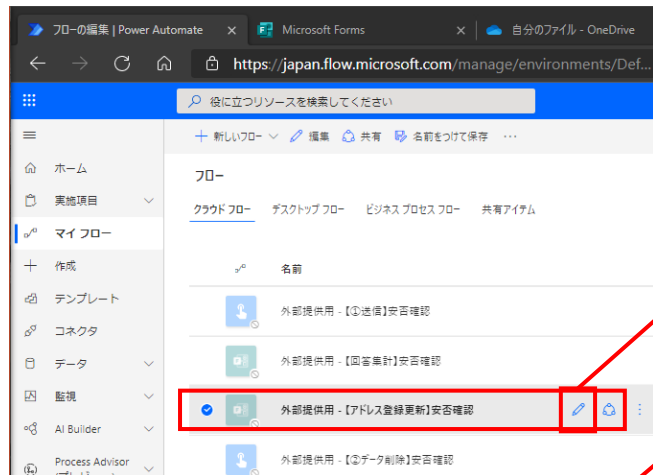 フローの編集 | Power Automate
Microsoft Forms
自分のファイル - OneDrive
https://japan.flow.microsoft.com/manage/environments/Def...
役に立つリソースを検索してください
新しいフロー 編集 共有 名前をつけて保存 ...
ホーム
フロー
実施項目
クラウド フロー デスクトップ フロー ビジネス プロセス フロー 共有アイテム
マイ フロー
作成
名前
テンプレート
外部提供用 - 【①送信】安否確認
コネクタ
データ
外部提供用 - 【回答集計】安否確認
監視
外部提供用 - 【アドレス登録更新】安否確認
AI Builder
Process Advisor
外部提供用 - 【②データ削除】安否確認